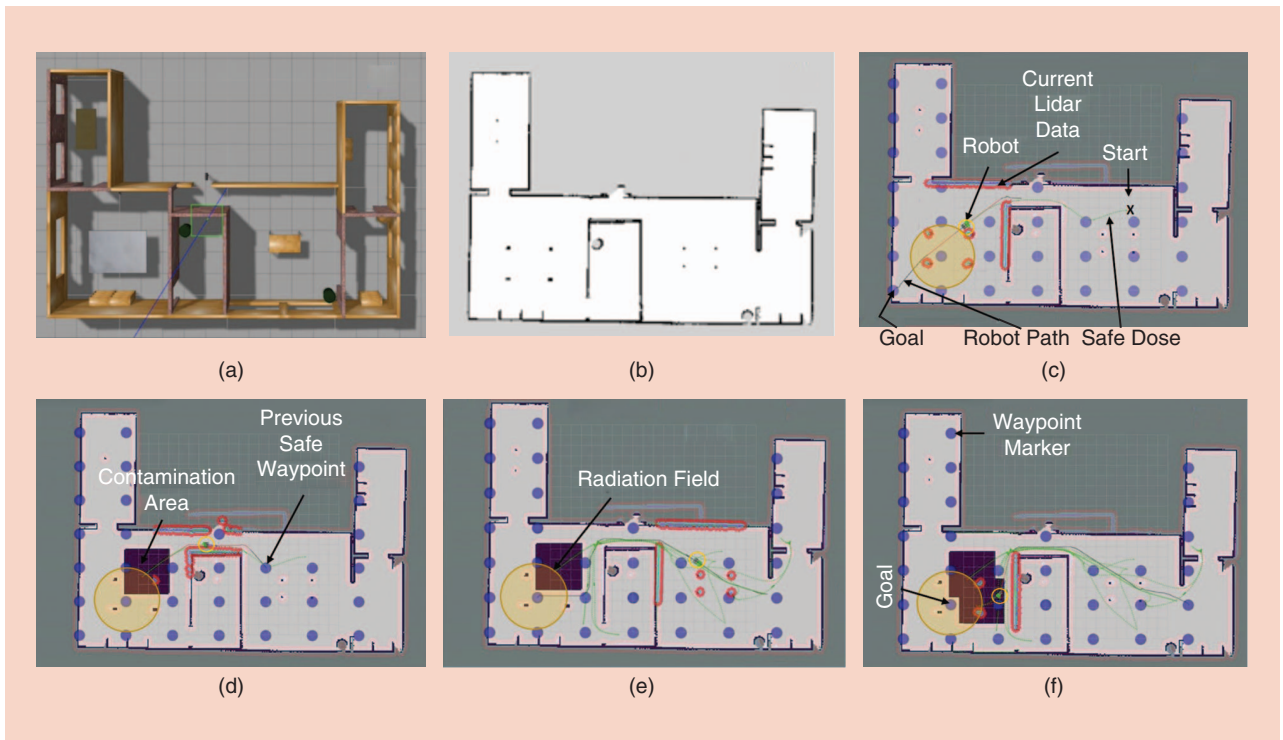 Current
Lidar
Data
Robot
Start
X
Goal
Robot Path
Safe Dose
(a)
(b)
(c)
Previous
Safe
Waypoint
Contamination
Area
Radiation Field
Waypoint
Marker
Goal
(d)
(e)
(f)